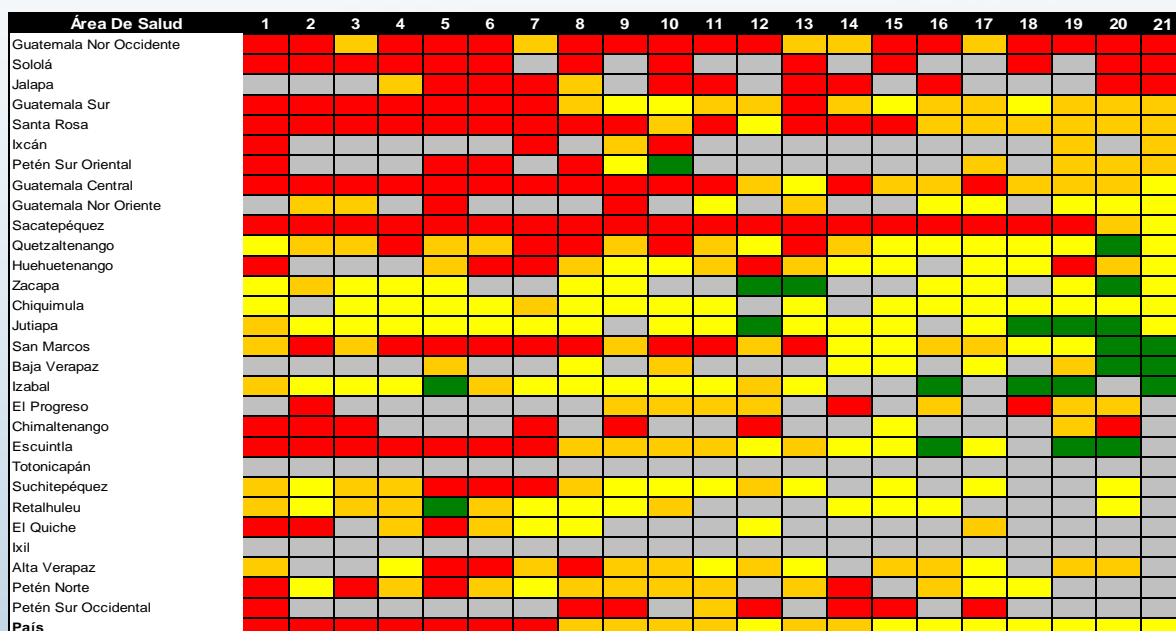 Área De Salud 1 2 3 4 5 6 7 8 9 10 11 12 13 14 15 16 17 18 19 20 21
Guatemala Nor Occidente
Sololá
Jalapa
Guatemala Sur
Santa Rosa
Ixcán
Petén Sur Oriental
Guatemala Central
Guatemala Nor Oriente
Sacatepéquez
Quetzaltenango
Huehuetenango
Zacapa
Chiquimula
Jutiapa
San Marcos
Baja Verapaz
Izabal
El Progreso
Chimaltenango
Escuintla
Totonicapán
Suchitepéquez
Retalhuleu
El Quiche
Ixil
Alta Verapaz
Petén Norte
Petén Sur Occidental
País